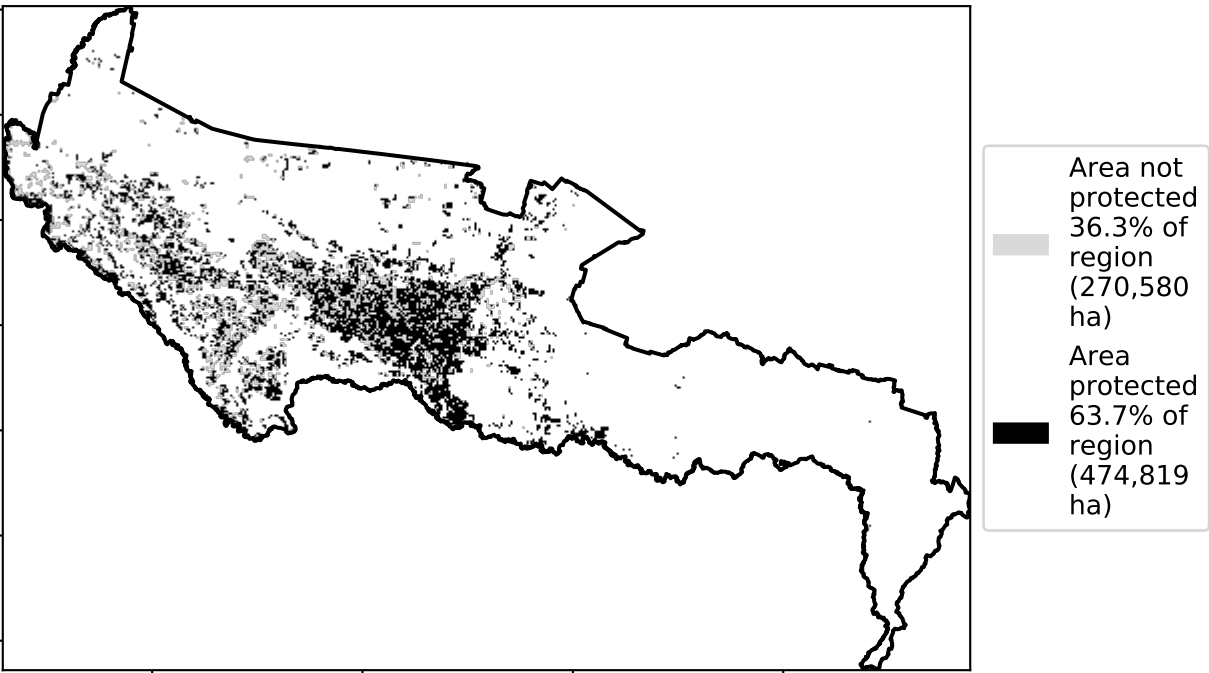 Area not
protected
36.3% of
region
(270,580
ha)
Area
protected
63.7% of
region
(474,819
ha)